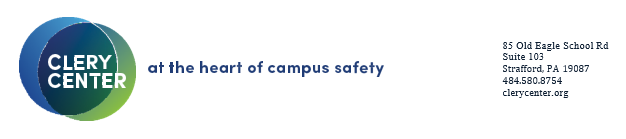 CLERY
CENTER
at the heart of campus safety
85 Old Eagle School Rd
Suite 103
Strafford, PA 19087
484.580.8754
clerycenter.org